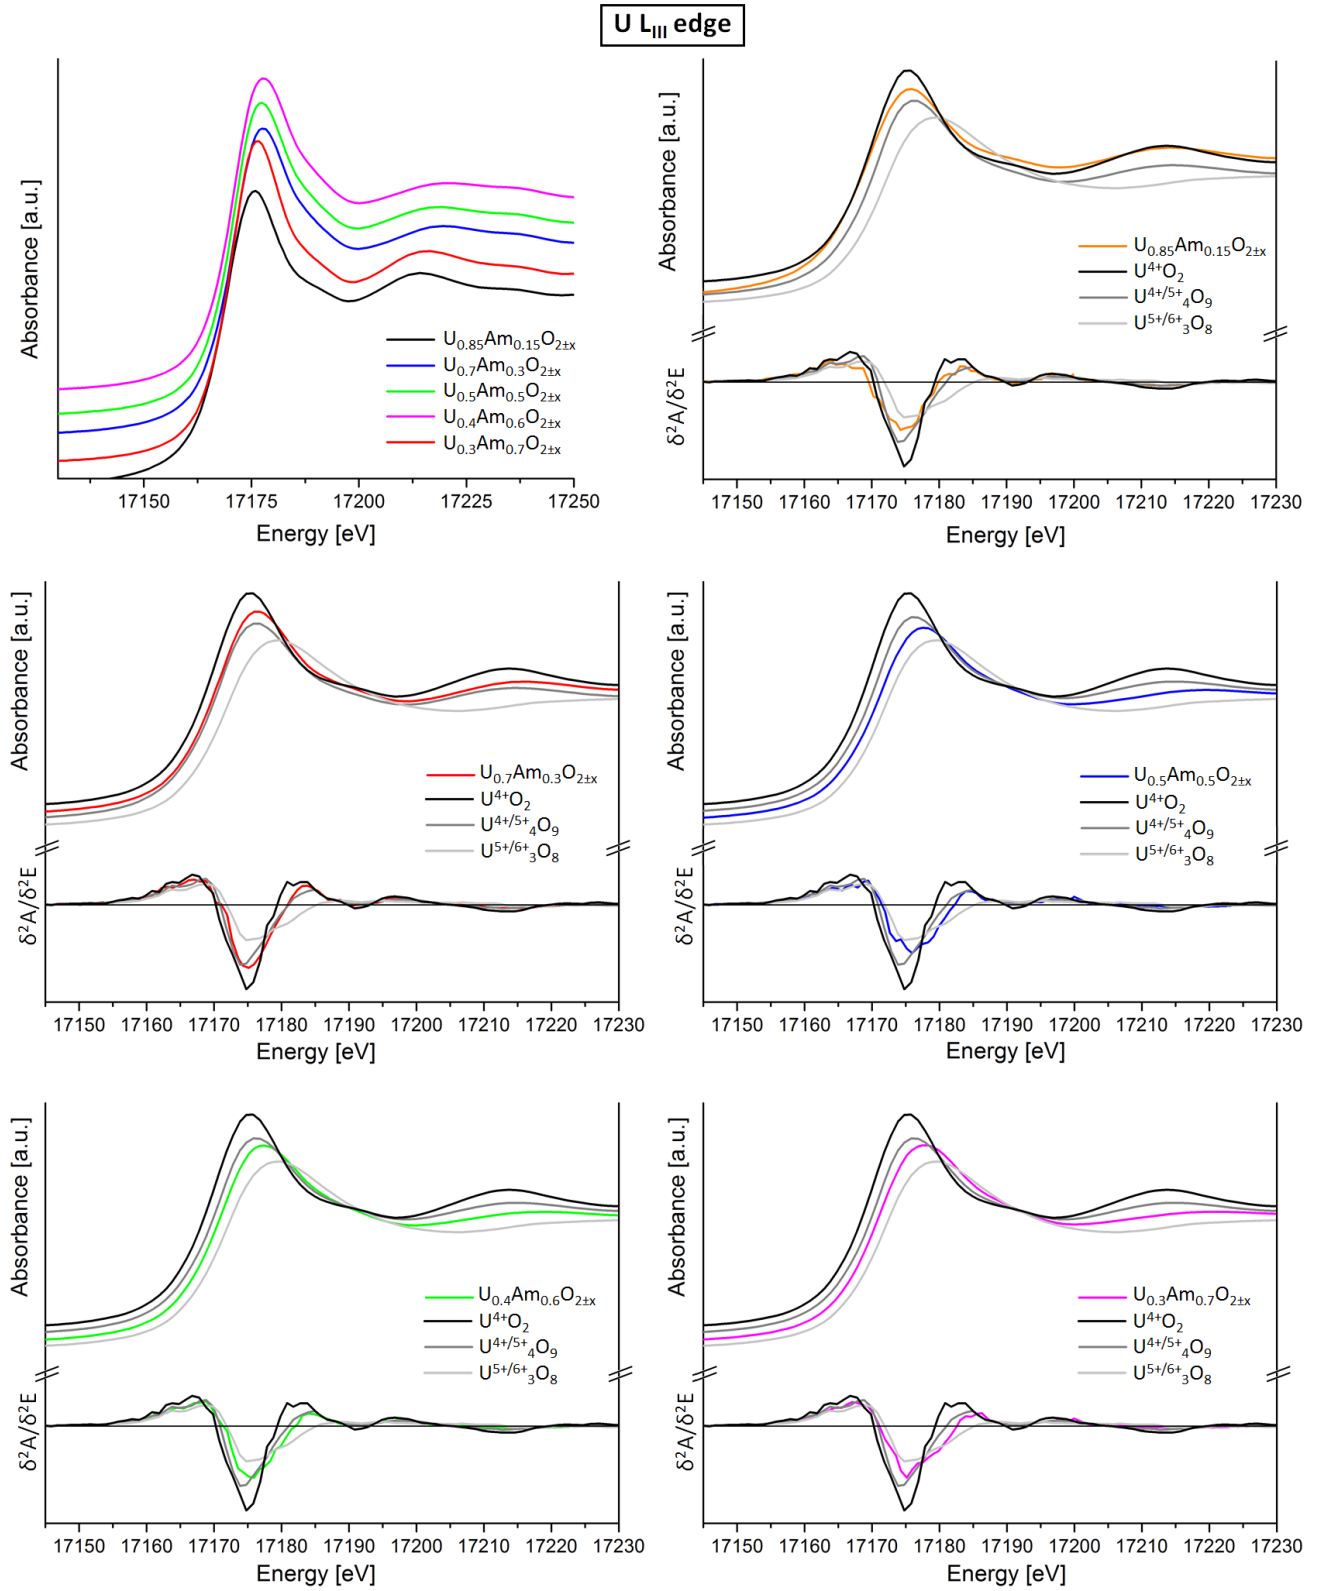 U L_III edge
Absorbance [a.u.]
U0.85Am0.15O2±x
U0.7Am0.3O2±x
U0.5Am0.5O2±x
U0.4Am0.6O2±x
U0.3Am0.7O2±x
17150 17175 17200 17225 17250
Energy [eV]
Absorbance [a.u.]
U0.85Am0.15O2±x
U4+O2
U4+/5+4O9
U5+/6+3O8
δ2A/δ2E
17150 17160 17170 17180 17190 17200 17210 17220 17230
Energy [eV]
Absorbance [a.u.]
U0.7Am0.3O2±x
U4+O2
U4+/5+4O9
U5+/6+3O8
δ2A/δ2E
17150 17160 17170 17180 17190 17200 17210 17220 17230
Energy [eV]
Absorbance [a.u.]
U0.5Am0.5O2±x
U4+O2
U4+/5+4O9
U5+/6+3O8
δ2A/δ2E
17150 17160 17170 17180 17190 17200 17210 17220 17230
Energy [eV]
Absorbance [a.u.]
U0.4Am0.6O2±x
U4+O2
U4+/5+4O9
U5+/6+3O8
δ2A/δ2E
17150 17160 17170 17180 17190 17200 17210 17220 17230
Energy [eV]
Absorbance [a.u.]
U0.3Am0.7O2±x
U4+O2
U4+/5+4O9
U5+/6+3O8
δ2A/δ2E
17150 17160 17170 17180 17190 17200 17210 17220 17230
Energy [eV]